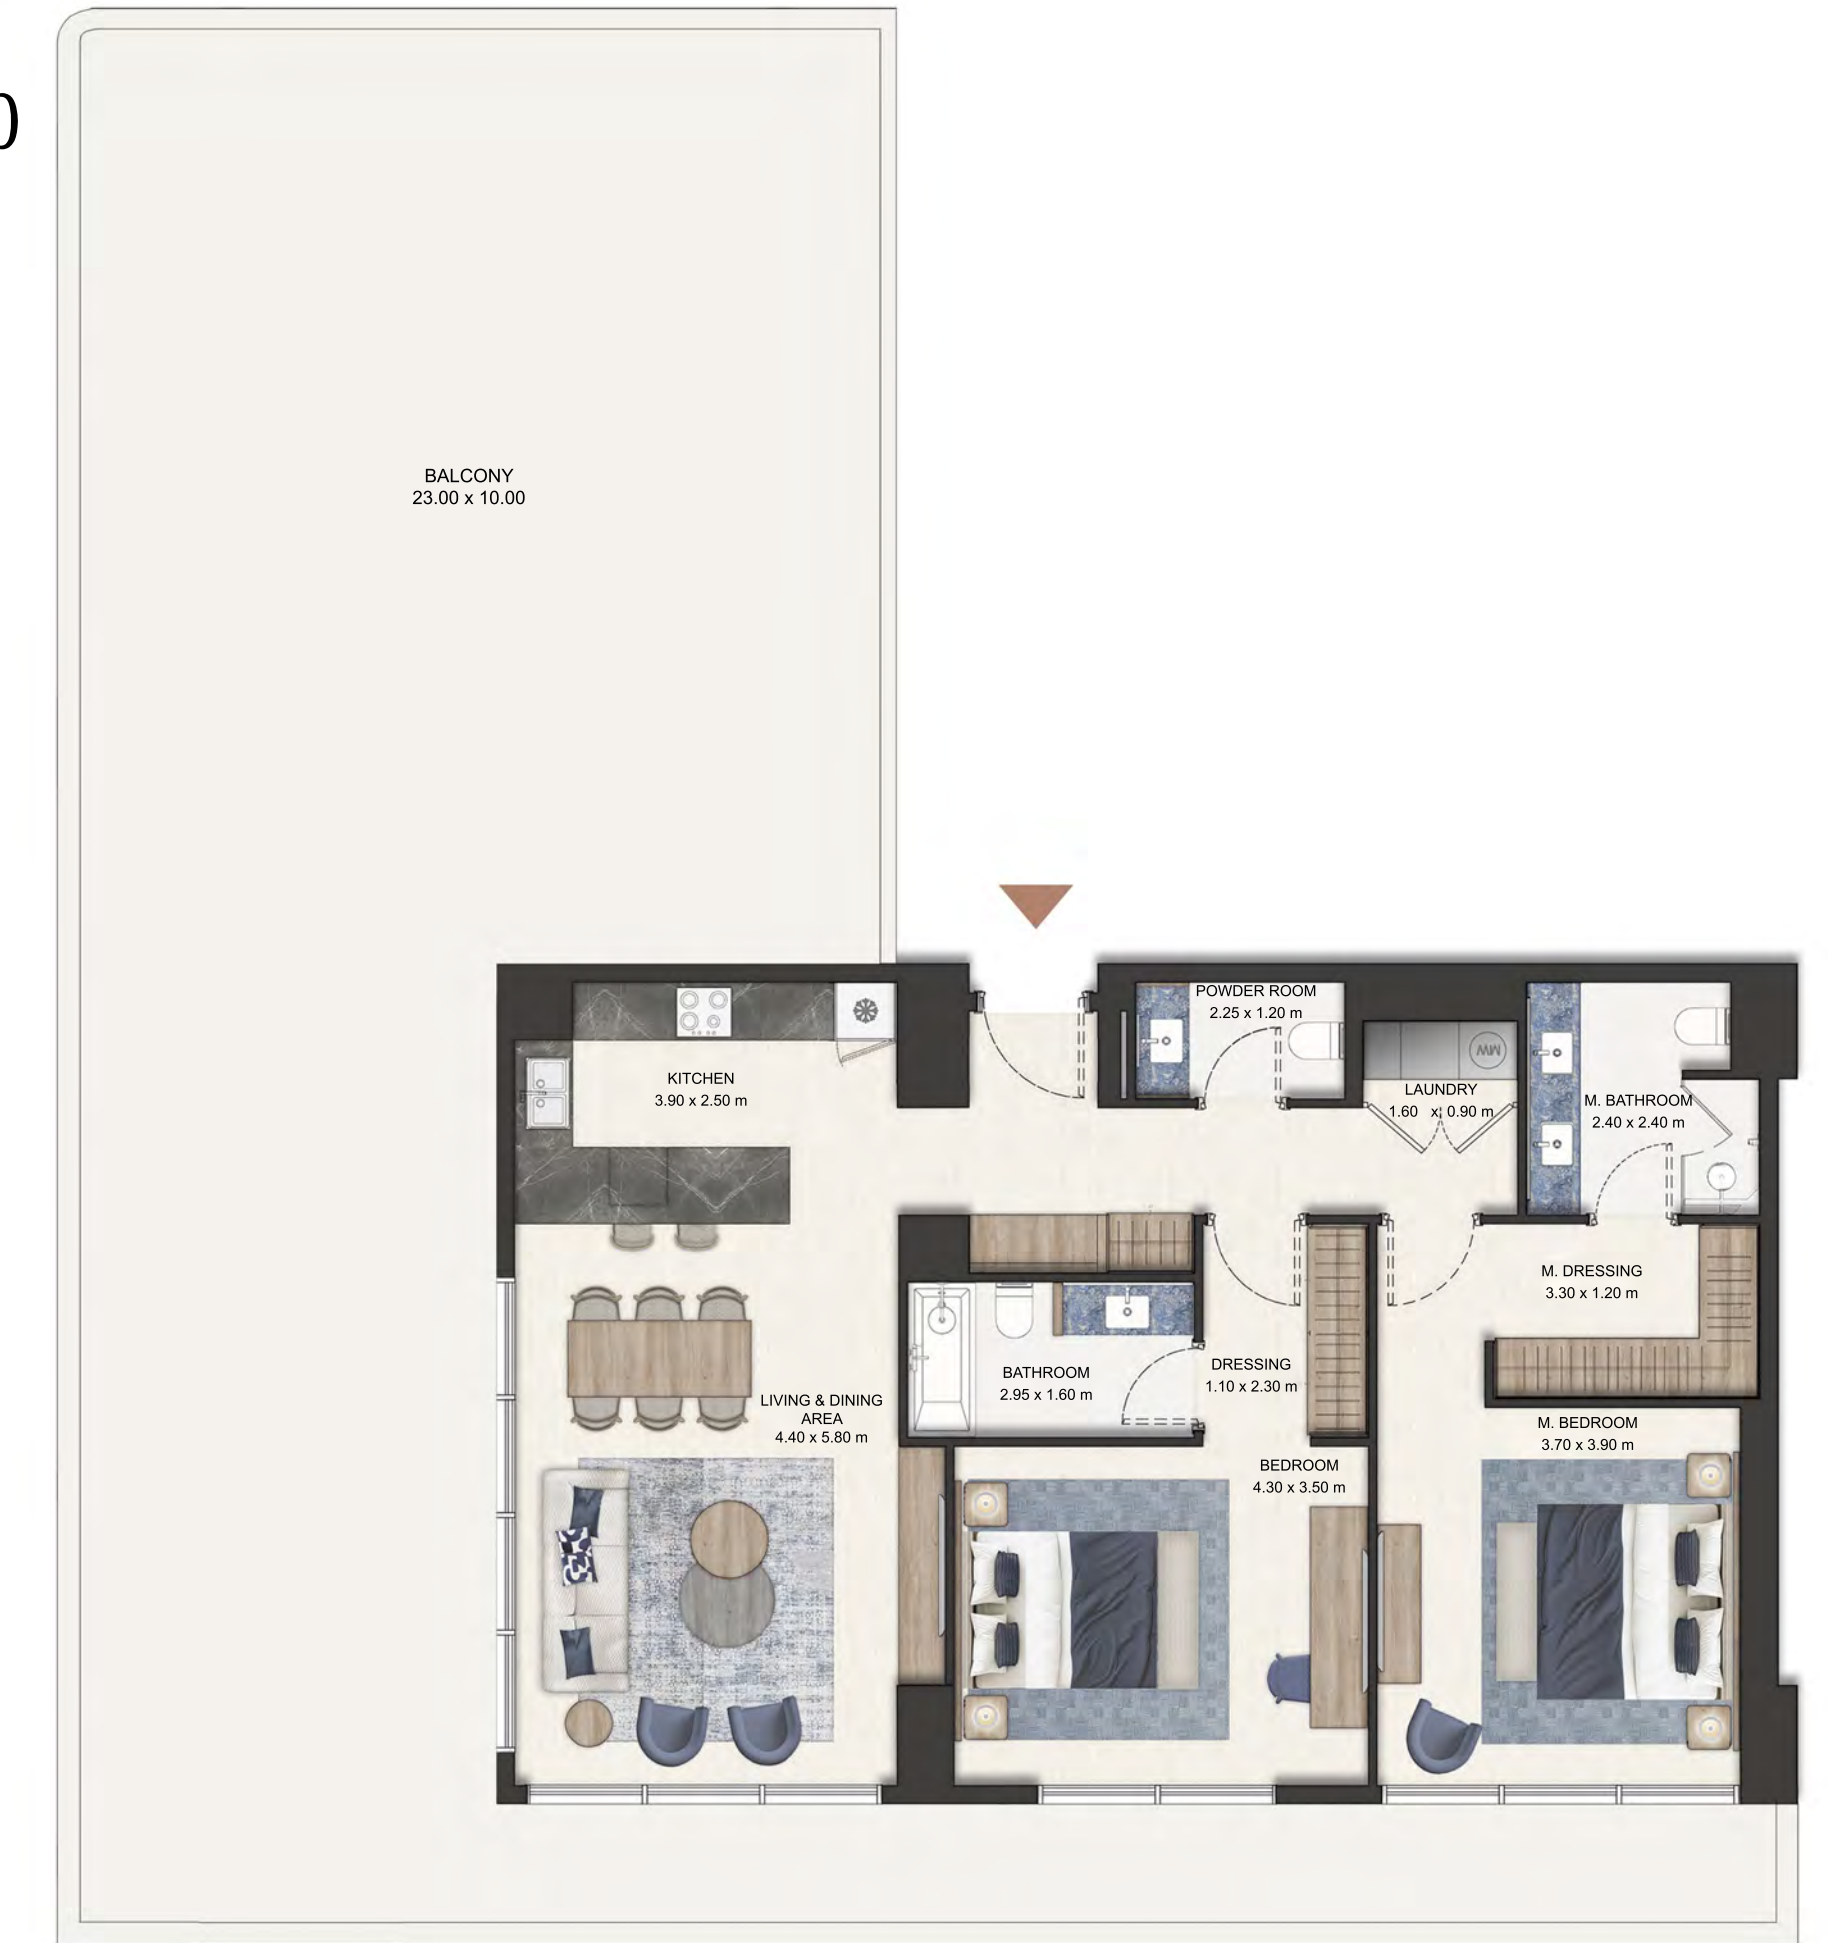 0
BALCONY
23.00 x 10.00
POWDER ROOM
2.25 x 1.20 m
MW
KITCHEN
3.90 x 2.50 m
LAUNDRY
1.60 x 0.90 m
M. BATHROOM
2.40 x 2.40 m
M. DRESSING
3.30 x 1.20 m
BATHROOM
2.95 x 1.60 m
DRESSING
1.10 x 2.30 m
LIVING & DINING
AREA
4.40 x 5.80 m
M. BEDROOM
3.70 x 3.90 m
BEDROOM
4.30 x 3.50 m